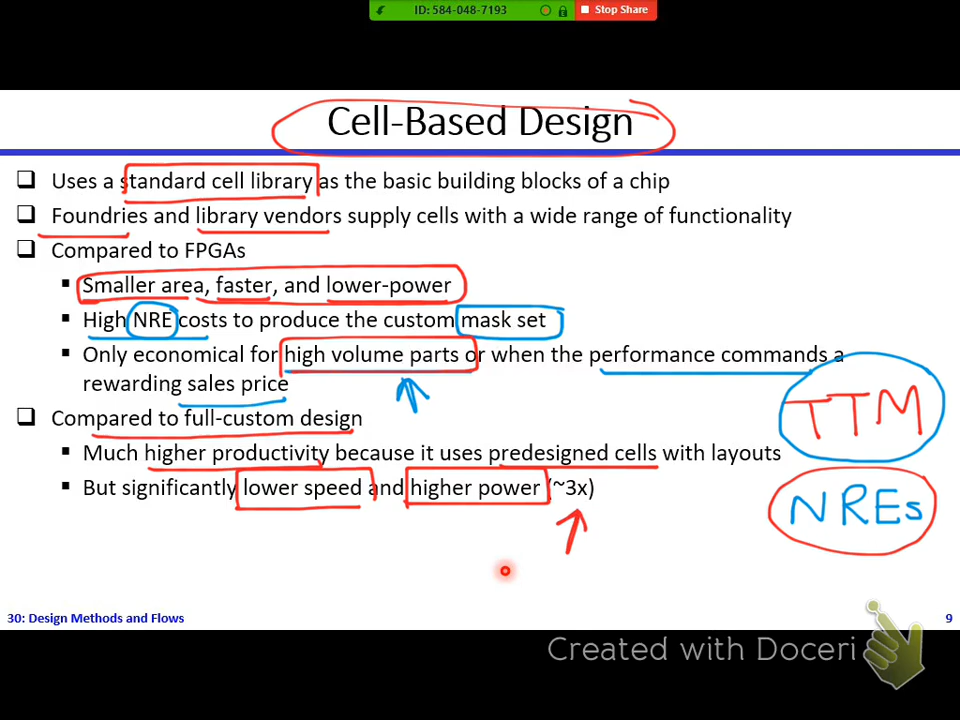 ID: 584-048-7193 Stop Share
Cell-Based Design
❑ Uses a standard cell library as the basic building blocks of a chip
❑ Foundries and library vendors supply cells with a wide range of functionality
❑ Compared to FPGAs
▪ Smaller area, faster, and lower-power
▪ High NRE costs to produce the custom mask set
▪ Only economical for high volume parts or when the performance commands a
rewarding sales price
TTM
❑ Compared to full-custom design
▪ Much higher productivity because it uses predesigned cells with layouts
▪ But significantly lower speed and higher power (~3x)
NREs
30: Design Methods and Flows 9
Created with Doceri